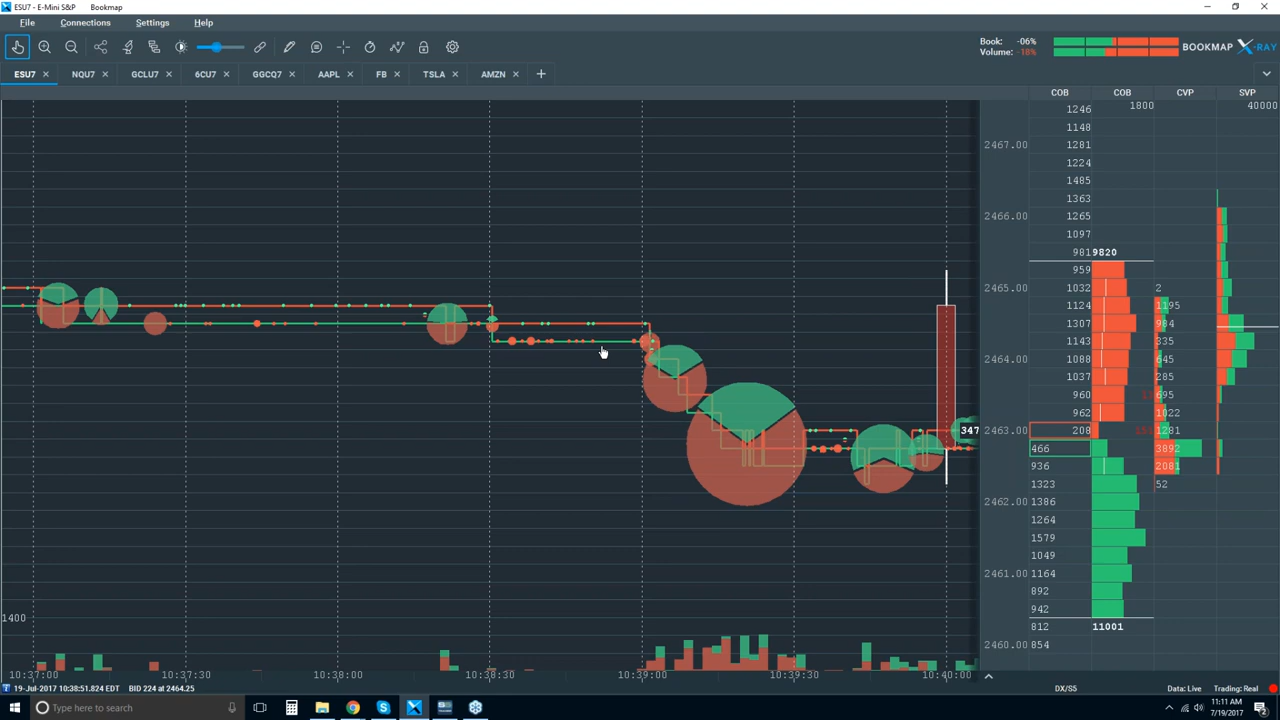 ESU7 - E-Mini S&P Bookmap
File Connections Settings Help
Book: -06%
Volume: -18%
BOOKMAP X-RAY
ESU7 NQU7 GCLU7 6CU7 GGCQ7 AAPL FB TSLA AMZN
COB COB CVP SVP
1800 40000
1246
1148
2467.00
1281
1224
1485
1363
2466.00 1265
1097
981 9820
959
2465.00 1032 2
1124 1195
1307 984
1143 335
2464.00 1088 645
1037 285
960 695
962 1022
347 2463.00 208 1281
466 3892
936 2081
1323 52
2462.00 1386
1264
1579
1049
2461.00 1164
892
942
1400
812 11001
2460.00 854
10:37:00 10:37:30 10:38:00 10:38:30 10:39:00 10:39:30 10:40:00
19-Jul-2017 10:38:51.824 EDT BID 224 at 2464.25 DX/S5 Data: Live Trading: Real
Type here to search
11:11 AM
7/19/2017
2